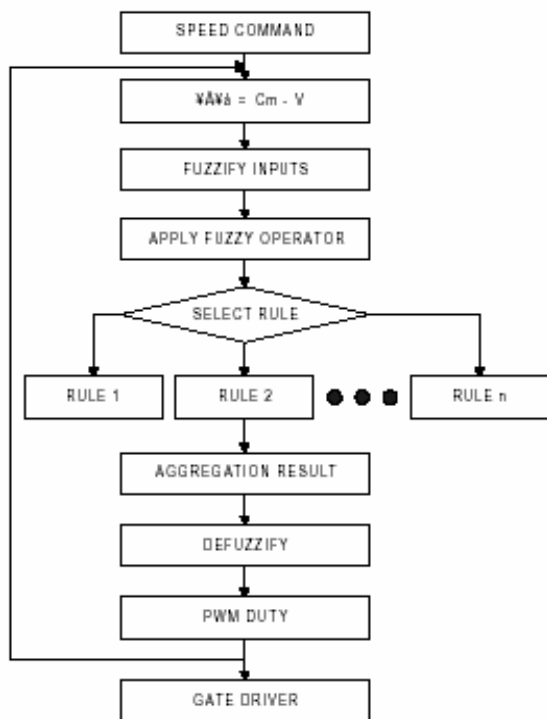 SPEED COMMAND
¥Ä¥á = Cm - V
FUZZIFY INPUTS
APPLY FUZZY OPERATOR
SELECT RULE
RULE 1
RULE 2
RULE n
AGGREGATION RESULT
DEFUZZIFY
PWM DUTY
GATE DRIVER